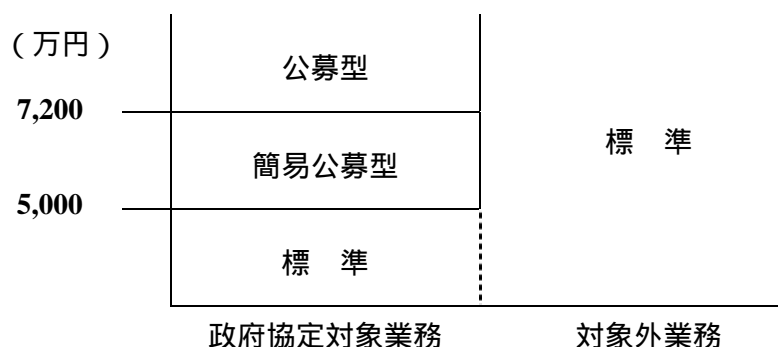 （万円）
公募型
7,200
標　準
簡易公募型
5,000
標　準
政府協定対象業務　対象外業務